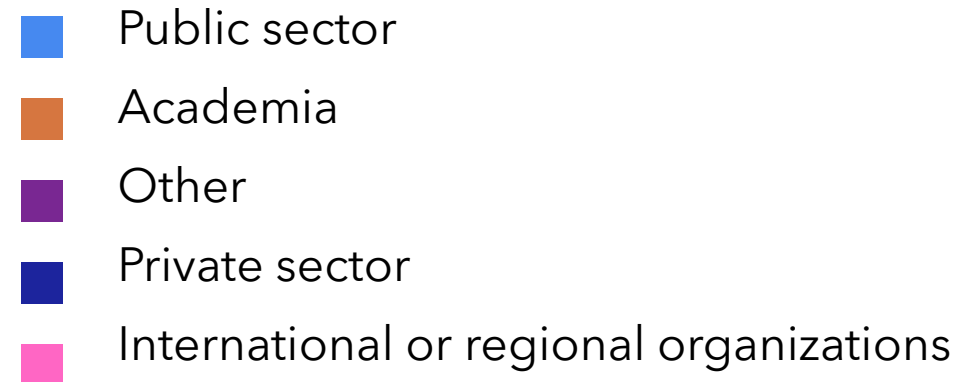 Public sector
Academia
Other
Private sector
International or regional organizations